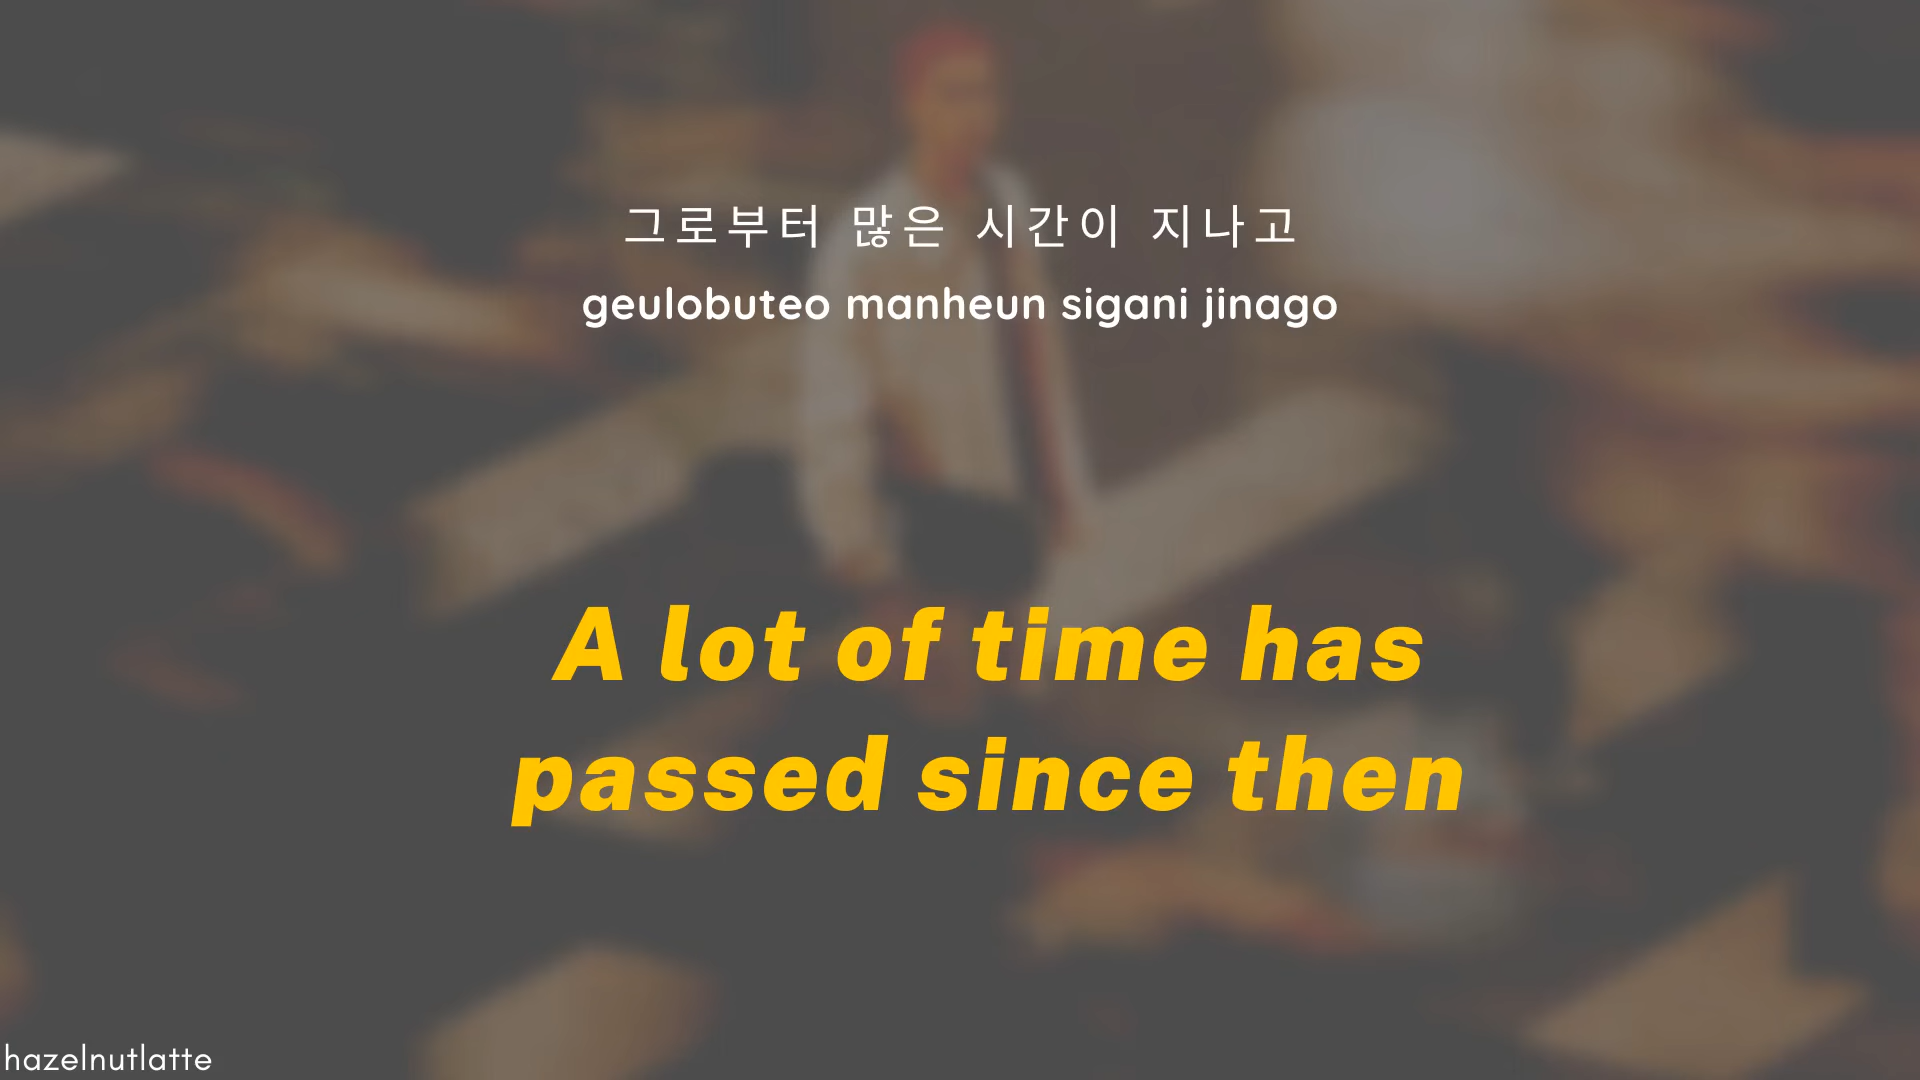 그로부터 많은 시간이 지나고
geulobuteo manheun sigani jinago
A lot of time has
passed since then
hazelnutlatte